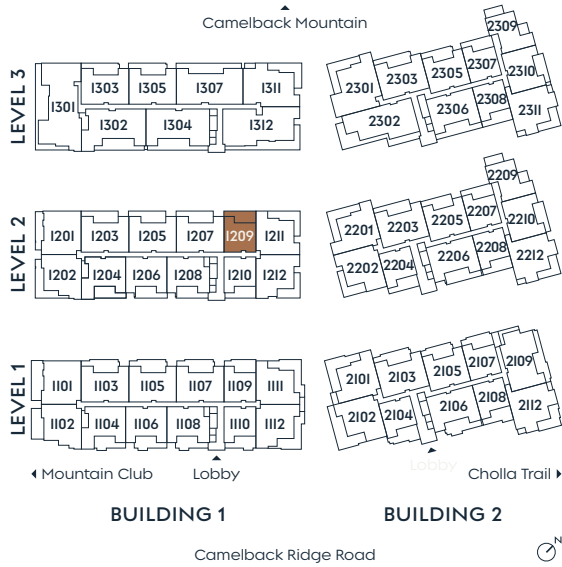 Camelback Mountain
LEVEL 3
1301 1303 1305 1307 1311
1302 1304 1312
2301 2303 2305 2307 2309 2310
2302 2306 2308 2311
LEVEL 2
1201 1203 1205 1207 1209 1211
1202 1204 1206 1208 1210 1212
2201 2203 2205 2207 2209 2210
2202 2204 2206 2208 2212
LEVEL 1
1101 1103 1105 1107 1109 1111
1102 1104 1106 1108 1110 1112
2101 2103 2105 2107 2109
2102 2104 2106 2108 2112
Mountain Club Lobby Lobby Cholla Trail
BUILDING 1 BUILDING 2
Camelback Ridge Road
N